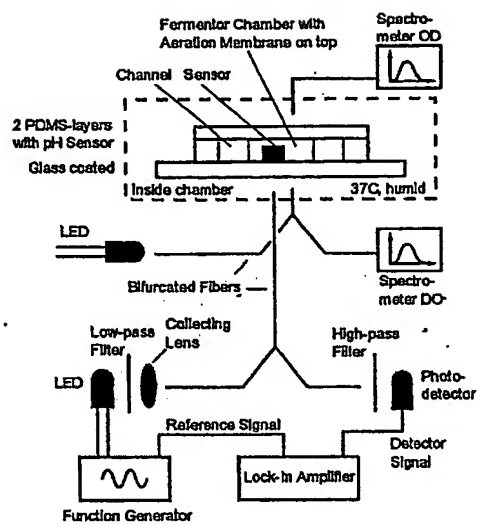 Fermentor Chamber with
Aeration Membrane on top
Spectro-
meter OD
Channel Sensor
2 PDMS-layers
with pH Sensor
Glass coated
Inside chamber
37C, humid
LED
Bifurcated Fibers
Spectro-
meter DO
Low-pass
Filter
Collecting
Lens
High-pass
Filter
LED
Photo-
detector
Reference Signal
Detector
Signal
Lock-in Amplifier
Function Generator